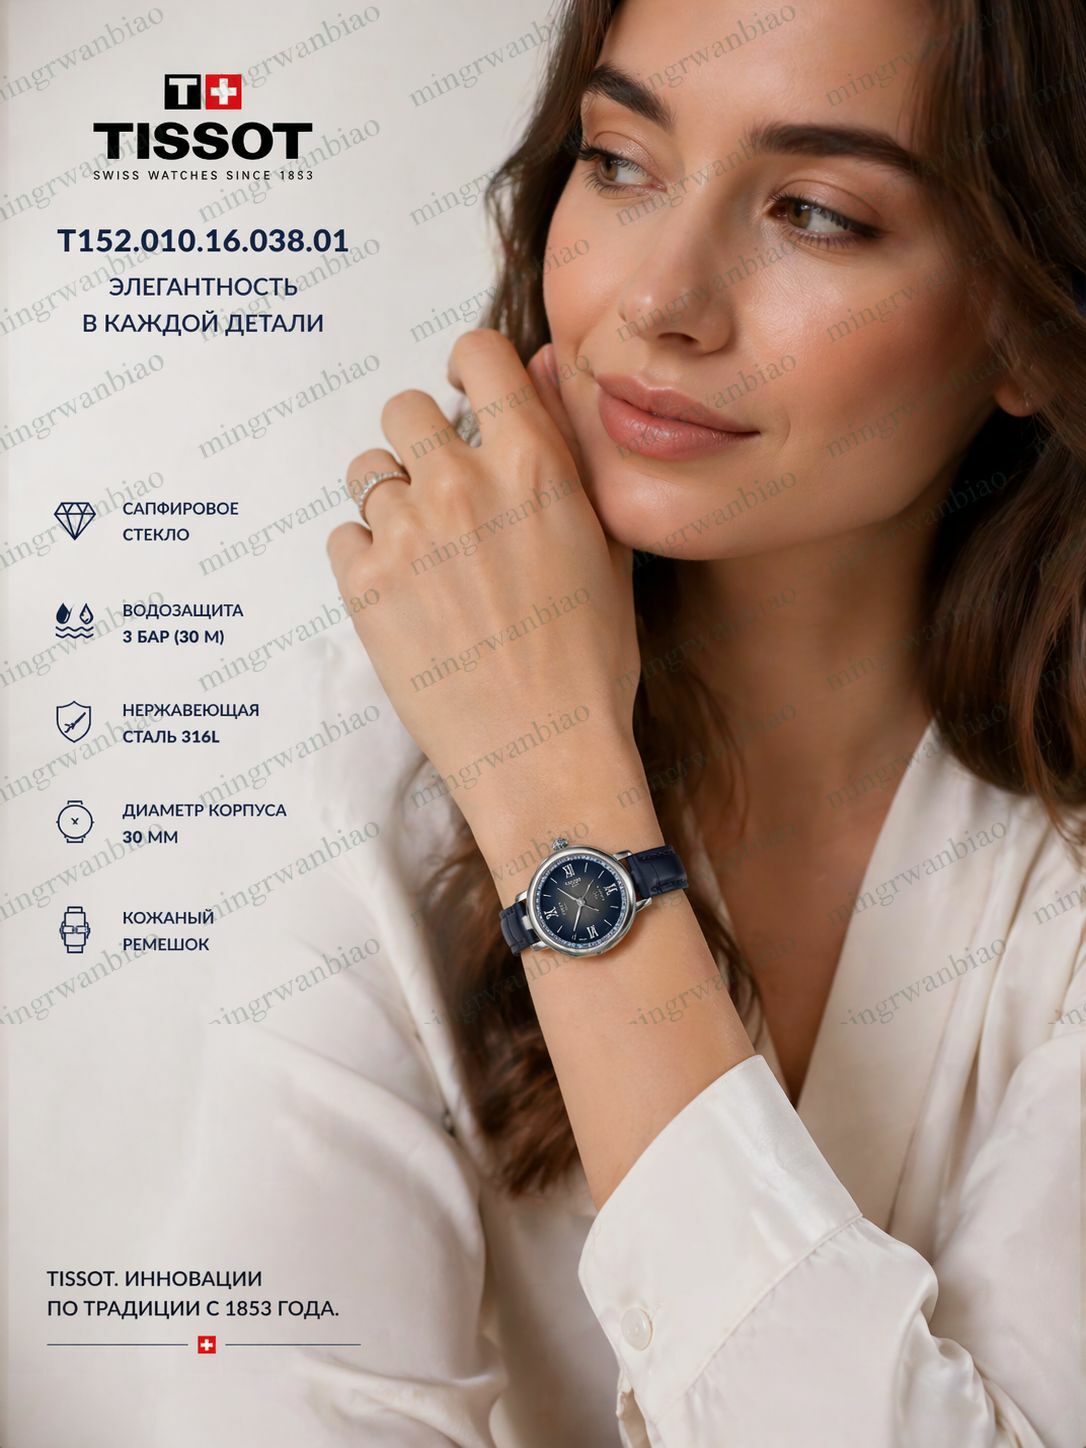 T+
TISSOT
SWISS WATCHES SINCE 1853
T152.010.16.038.01
ЭЛЕГАНТНОСТЬ
В КАЖДОЙ ДЕТАЛИ
САПФИРОВОЕ
СТЕКЛО
ВОДОЗАЩИТА
3 БАР (30 М)
НЕРЖАВЕЮЩАЯ
СТАЛЬ 316L
ДИАМЕТР КОРПУСА
30 ММ
КОЖАНЫЙ
РЕМЕШОК
TISSOT. ИННОВАЦИИ
ПО ТРАДИЦИИ С 1853 ГОДА.
mingrwanbiao